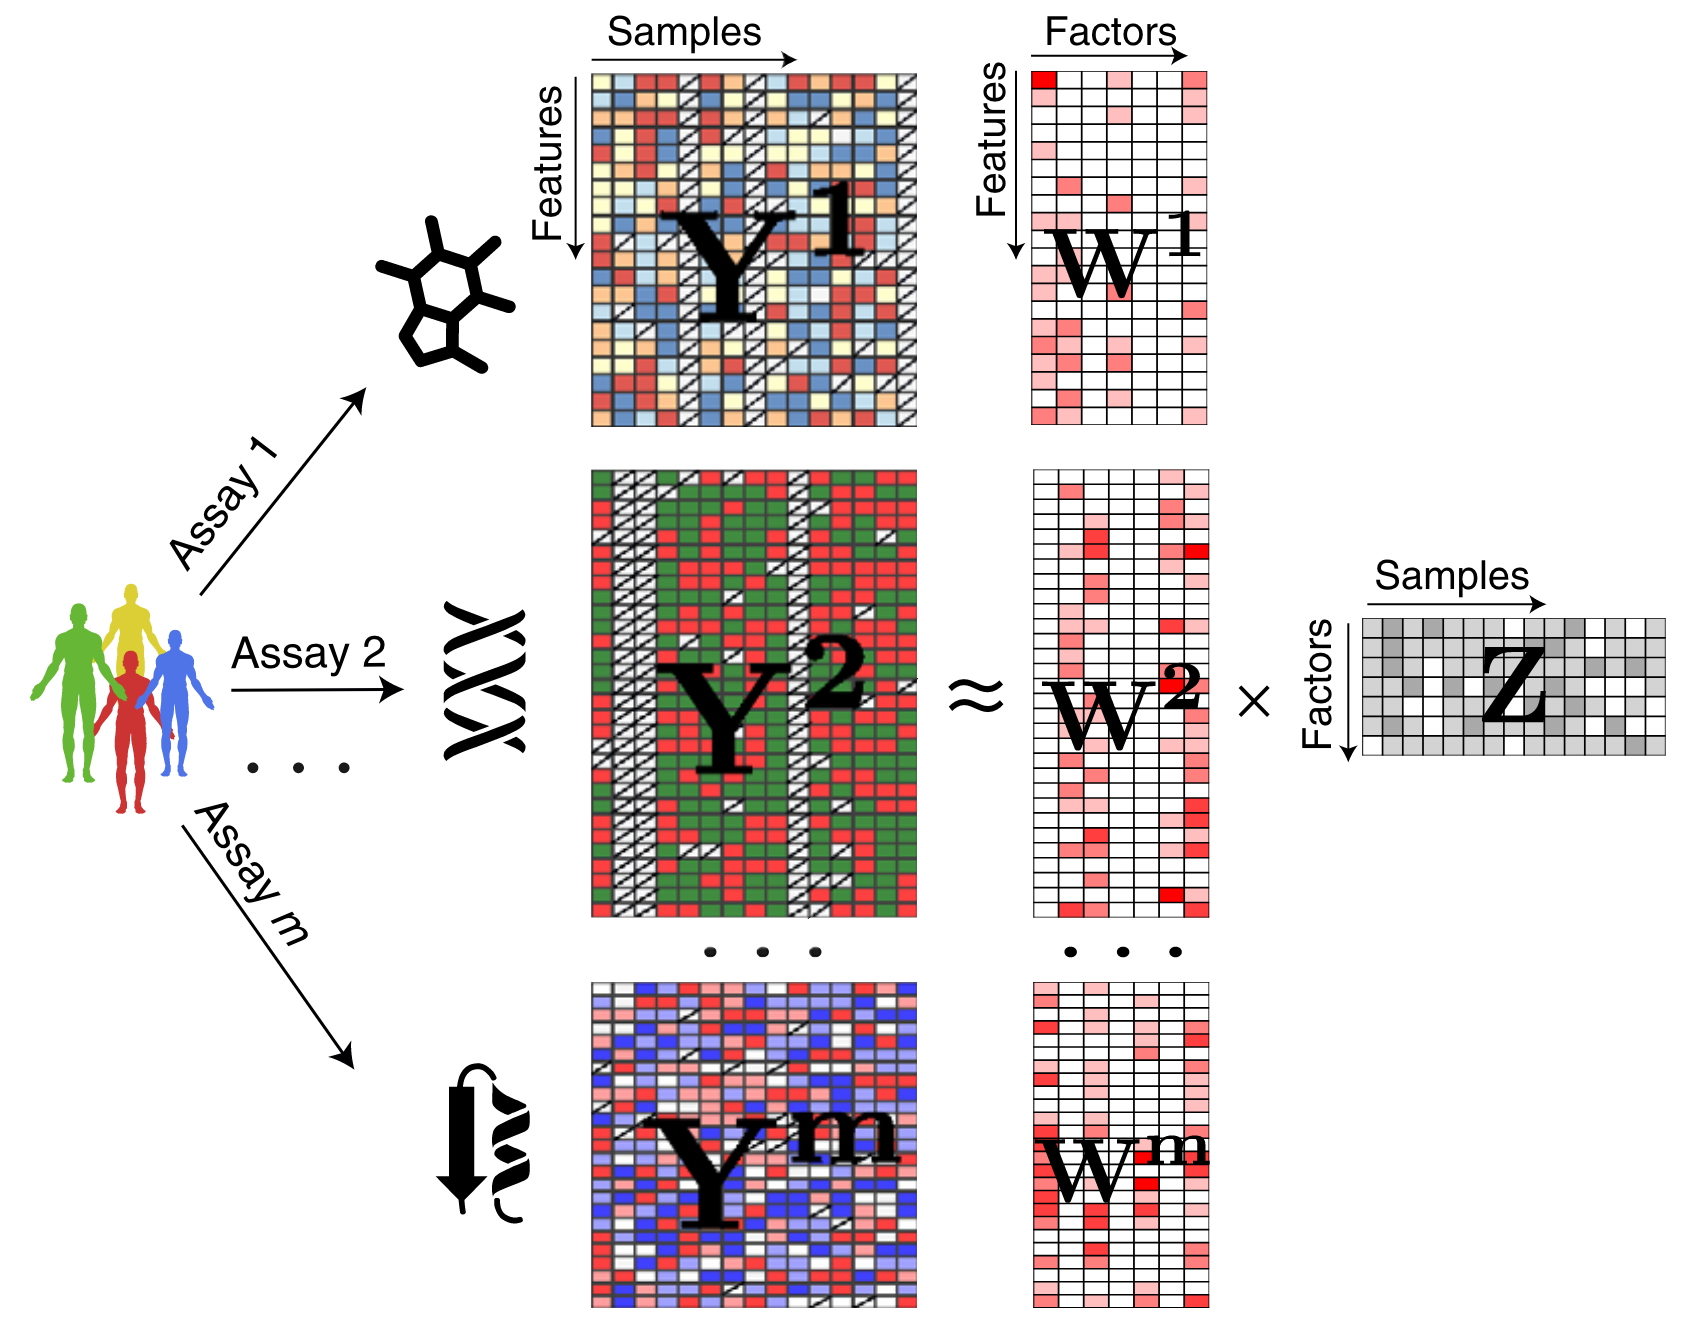 Samples
Features
Y¹
Factors
Features
W¹
Assay 1
Assay 2
. . .
Assay m
Y²
≈
W²
×
Samples
Factors
Z
. . .
. . .
Yᵐ
Wᵐ